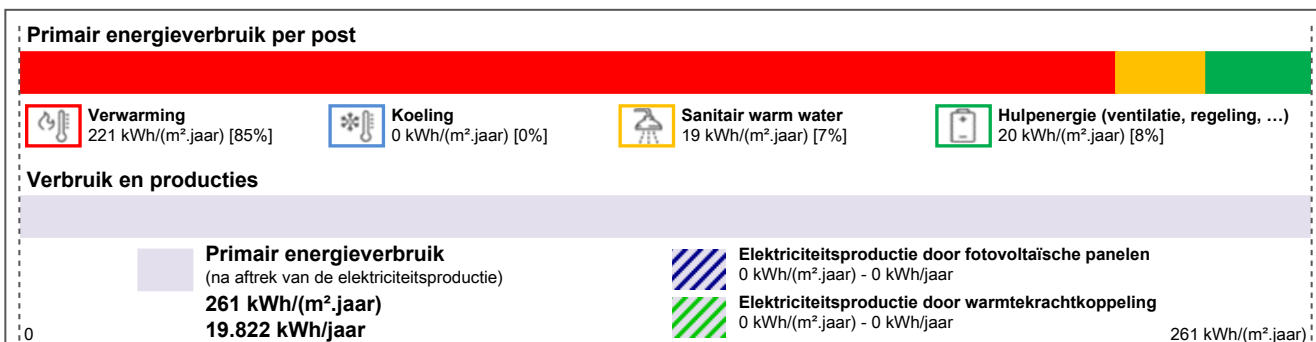 Primair energieverbruik per post
Verwarming
221 kWh/(m².jaar) [85%]
Koeling
0 kWh/(m².jaar) [0%]
Sanitair warm water
19 kWh/(m².jaar) [7%]
Hulpenergie (ventilatie, regeling, …)
20 kWh/(m².jaar) [8%]
Verbruik en producties
Primair energieverbruik
(na aftrek van de elektriciteitsproductie)
261 kWh/(m².jaar)
19.822 kWh/jaar
Elektriciteitsproductie door fotovoltaïsche panelen
0 kWh/(m².jaar) - 0 kWh/jaar
Elektriciteitsproductie door warmtekrachtkoppeling
0 kWh/(m².jaar) - 0 kWh/jaar
0
261 kWh/(m².jaar)